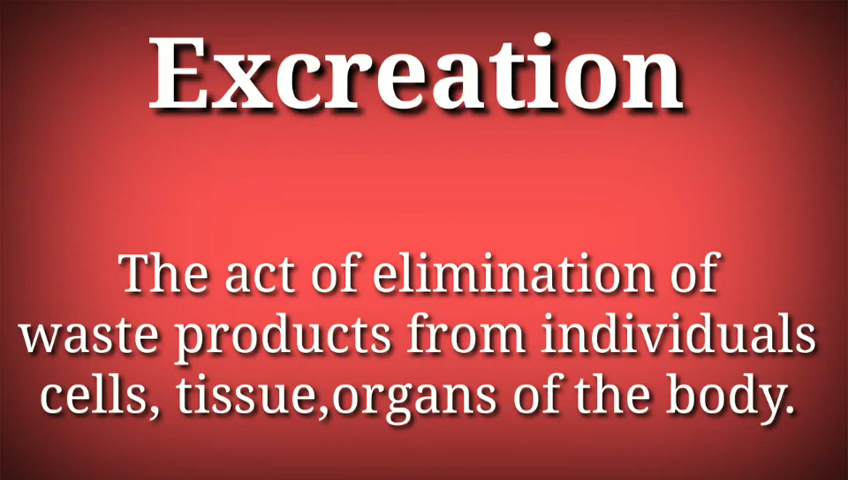 Excreation
The act of elimination of
waste products from individuals
cells, tissue,organs of the body.